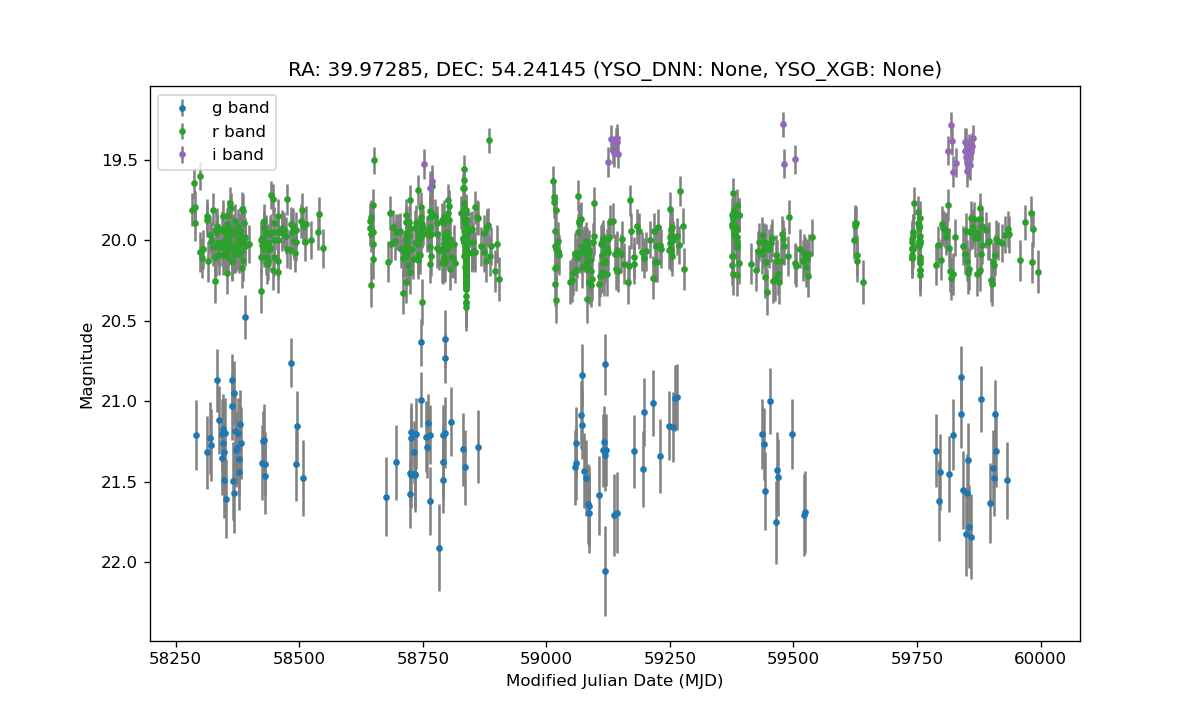 RA: 39.97285, DEC: 54.24145 (YSO_DNN: None, YSO_XGB: None)
g band
r band
i band
19.5
20.0
20.5
21.0
21.5
22.0
Magnitude
58250 58500 58750 59000 59250 59500 59750 60000
Modified Julian Date (MJD)